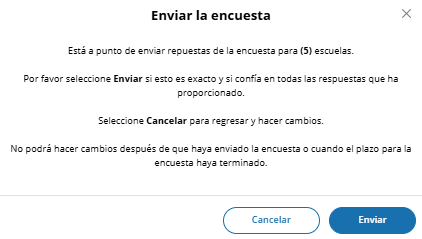 Enviar la encuesta
Está a punto de enviar repuestas de la encuesta para (5) escuelas.
Por favor seleccione Enviar si esto es exacto y si confía en todas las respuestas que ha
proporcionado.
Seleccione Cancelar para regresar y hacer cambios.
No podrá hacer cambios después de que haya enviado la encuesta o cuando el plazo para la
encuesta haya terminado.
Cancelar
Enviar